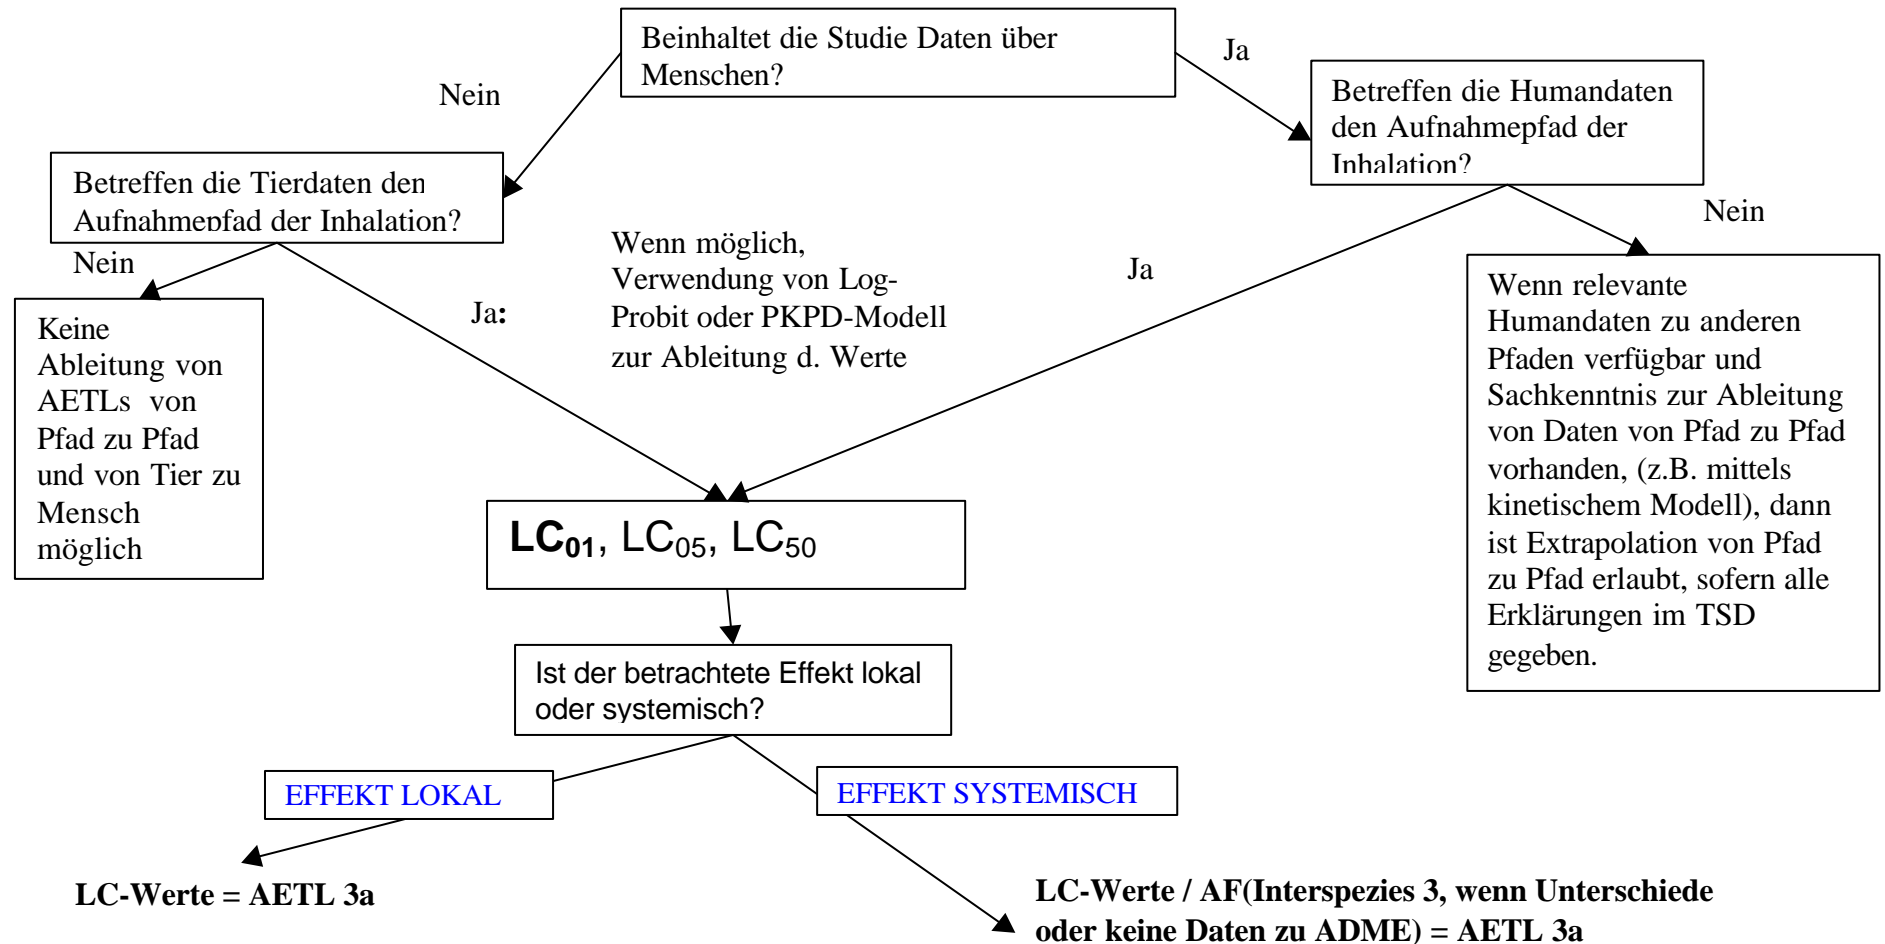 Beinhaltet die Studie Daten über
Menschen?
Ja
Nein
Betreffen die Humandaten
den Aufnahmepfad der
Inhalation?
Betreffen die Tierdaten den
Aufnahmepfad der Inhalation?
Nein
Nein
Wenn möglich,
Verwendung von Log-
Probit oder PKPD-Modell
zur Ableitung d. Werte
Ja:
Ja
Keine
Ableitung von
AETLs von
Pfad zu Pfad
und von Tier zu
Mensch
möglich
Wenn relevante
Humandaten zu anderen
Pfaden verfügbar und
Sachkenntnis zur Ableitung
von Daten von Pfad zu Pfad
vorhanden, (z.B. mittels
kinetischem Modell), dann
ist Extrapolation von Pfad
zu Pfad erlaubt, sofern alle
Erklärungen im TSD
gegeben.
LC01, LC05, LC50
Ist der betrachtete Effekt lokal
oder systemisch?
EFFEKT LOKAL
EFFEKT SYSTEMISCH
LC-Werte = AETL 3a
LC-Werte / AF(Interspezies 3, wenn Unterschiede
oder keine Daten zu ADME) = AETL 3a